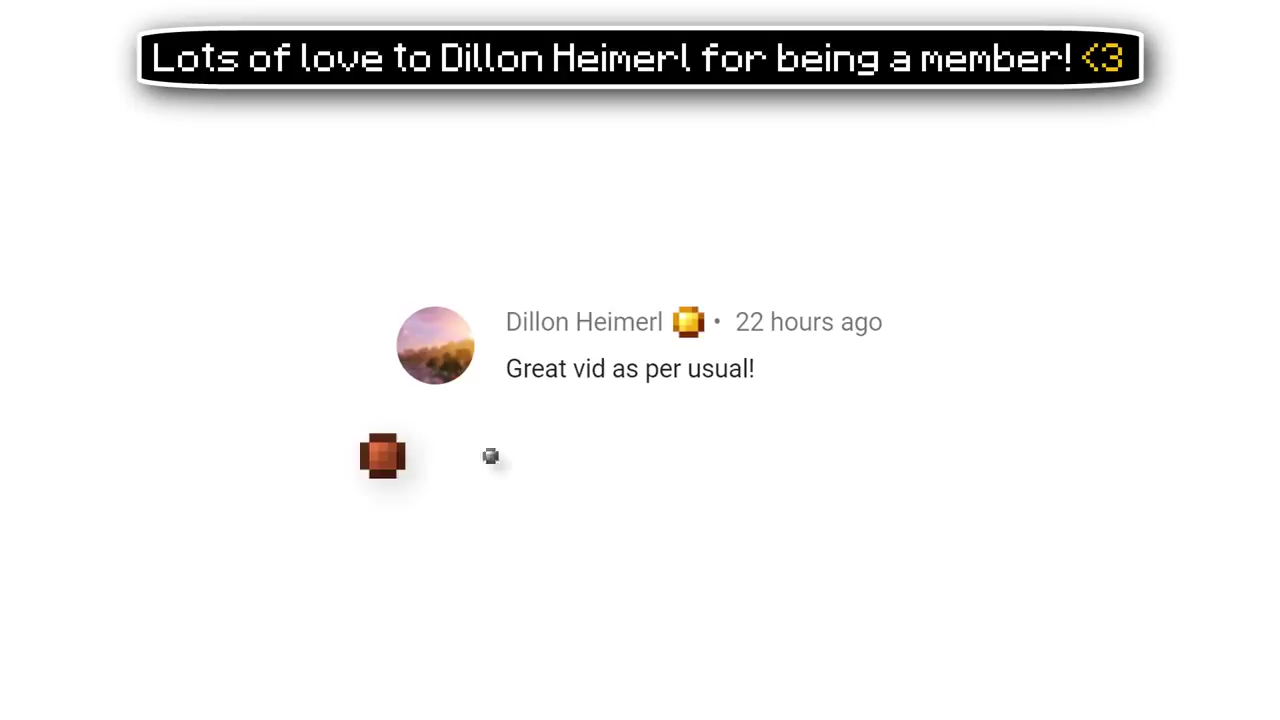 Lots of love to Dillon Heimerl for being a member! <3
Dillon Heimerl • 22 hours ago
Great vid as per usual!